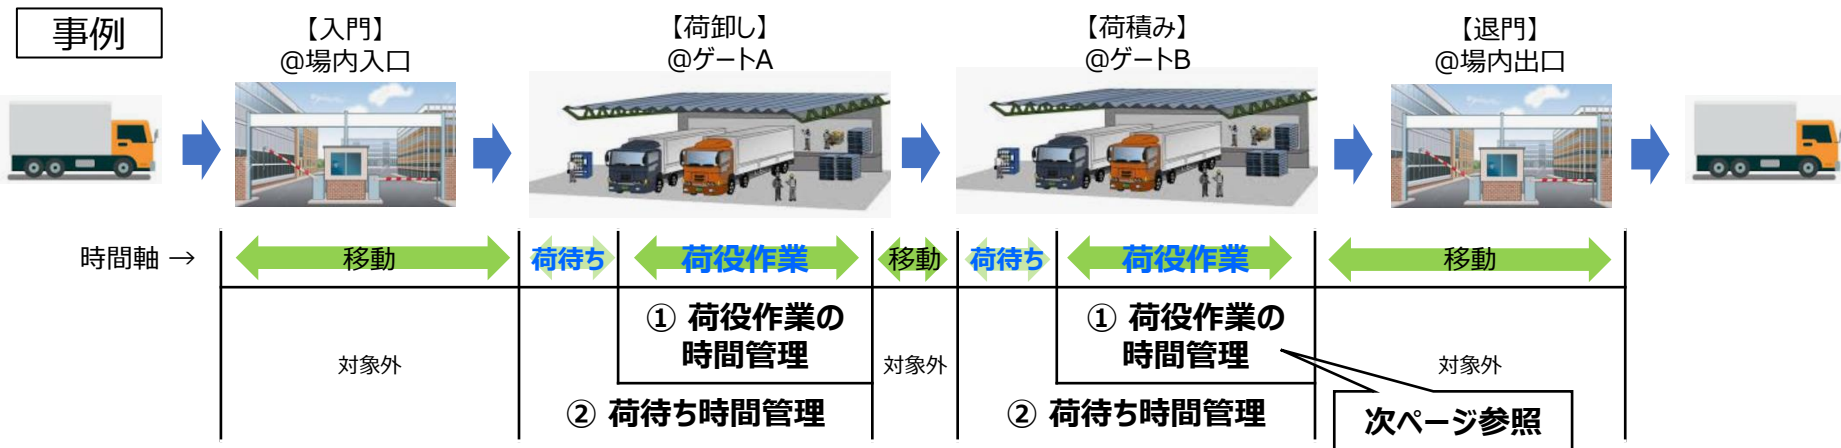 事例
【入門】
@場内入口
【荷卸し】
@ゲートA
【荷積み】
@ゲートB
【退門】
@場内出口
時間軸 →
移動
荷待ち
荷役作業
移動
荷待ち
荷役作業
移動
対象外
① 荷役作業の
時間管理
② 荷待ち時間管理
対象外
① 荷役作業の
時間管理
② 荷待ち時間管理
対象外
次ページ参照